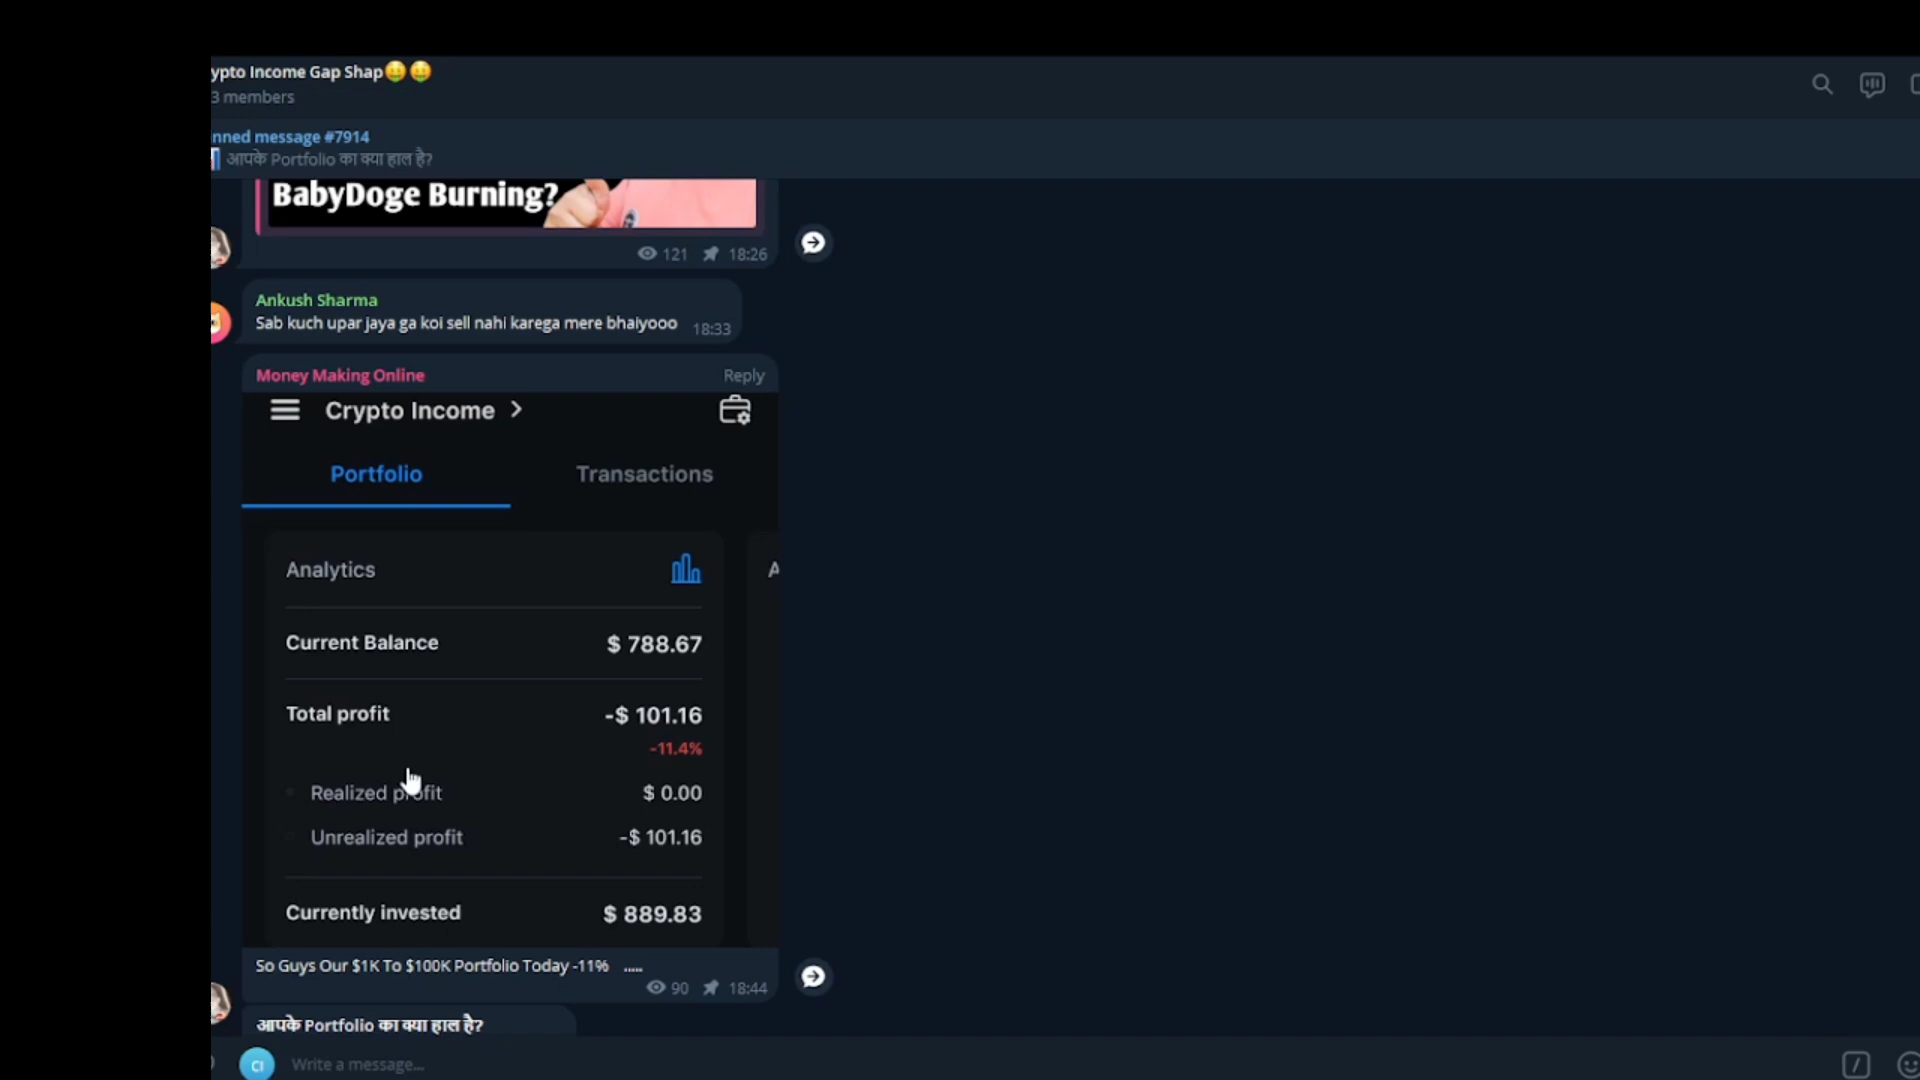 ypto Income Gap Shap🤑🤑
3 members
nned message #7914
आपके Portfolio का क्या हाल है?
BabyDoge Burning?
121 18:26
Ankush Sharma
Sab kuch upar jaya ga koi sell nahi karega mere bhaiyooo 18:33
Money Making Online Reply
Crypto Income >
Portfolio Transactions
Analytics A
Current Balance $ 788.67
Total profit -$ 101.16
-11.4%
Realized profit $ 0.00
Unrealized profit -$ 101.16
Currently invested $ 889.83
So Guys Our $1K To $100K Portfolio Today -11% .....
90 18:44
आपके Portfolio का क्या हाल है?
CI Write a message...